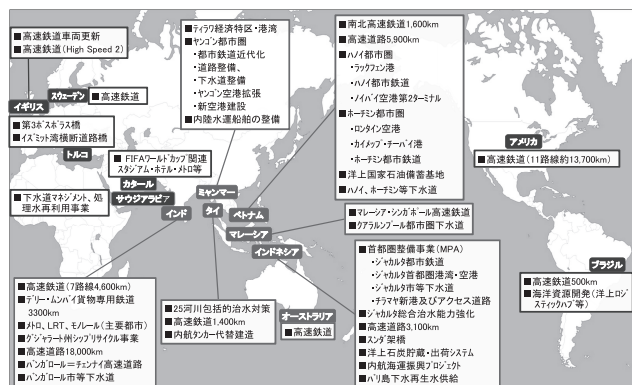 ■高速鉄道車両更新
■高速鉄道(High Speed 2)
イギリス
スウェーデン
■高速鉄道
■第3ボスポラス橋
■イズミット湾横断道路橋
トルコ
■FIFAワールドカップ関連
スタジアム・ホテル・メトロ等
カタール
サウジアラビア
■下水道マネジメント、処
理水再利用事業
インド
■高速鉄道(7路線4,600km)
■デリー・ムンバイ貨物専用鉄道
3300km
■メトロ、LRT、モノレール(主要都市)
■グジャラート州シップリサイクル事業
■高速道路18,000km
■バンガロール=チェンナイ高速道路
■バンガロール市等下水道
■ティラワ経済特区・港湾
■ヤンゴン都市圏
・都市鉄道近代化
・道路整備、
・下水道整備
・ヤンゴン空港拡張
・新空港建設
■内陸水運船舶の整備
ミャンマー
タイ
■25河川包括的治水対策
■高速鉄道1,400km
■内航タンカー代替建造
■南北高速鉄道1,600km
■高速道路5,900km
■ハノイ都市圏
・ラックフェン港
・ハノイ都市鉄道
・ノイバイ空港第2ターミナル
■ホーチミン都市圏
・ロンタイン空港
・カイメップ・チーバイ港
・ホーチミン都市鉄道
■洋上国家石油備蓄基地
■ハノイ、ホーチミン等下水道
ベトナム
マレーシア
■マレーシア・シンガポール高速鉄道
■クアラルンプール都市圏下水道
インドネシア
■首都圏整備事業(MPA)
・ジャカルタ都市鉄道
・ジャカルタ首都圏港湾・空港
・ジャカルタ市等下水道
・チラマヤ新港及びアクセス道路
■ジャカルタ総合治水能力強化
■高速道路3,100km
■スンダ架橋
■洋上石炭貯蔵・出荷システム
■内航海運振興プロジェクト
■バリ島下水再生水供給
オーストラリア
■高速鉄道
アメリカ
■高速鉄道(11路線約13,700km)
ブラジル
■高速鉄道500km
■海洋資源開発(洋上ロジ
スティックハブ等)